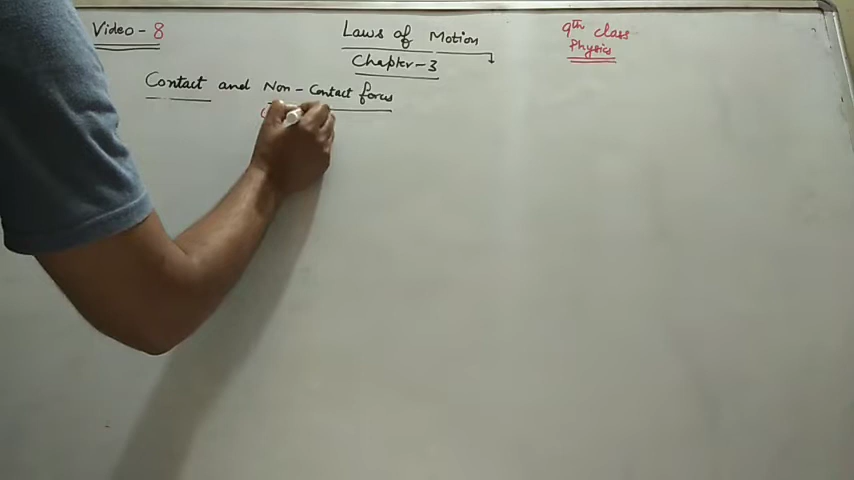 Video - 8
Laws of Motion
Chapter - 3
9th class
Physics
Contact and Non - Contact forces